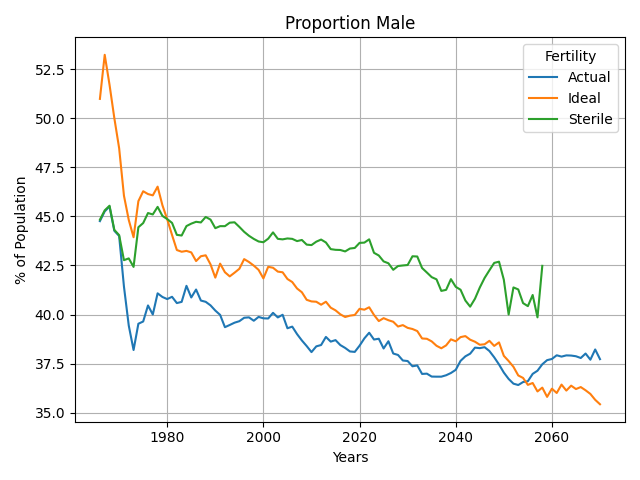 Proportion Male
Fertility
Actual
Ideal
Sterile
% of Population
52.5
50.0
47.5
45.0
42.5
40.0
37.5
35.0
1980
2000
2020
2040
2060
Years